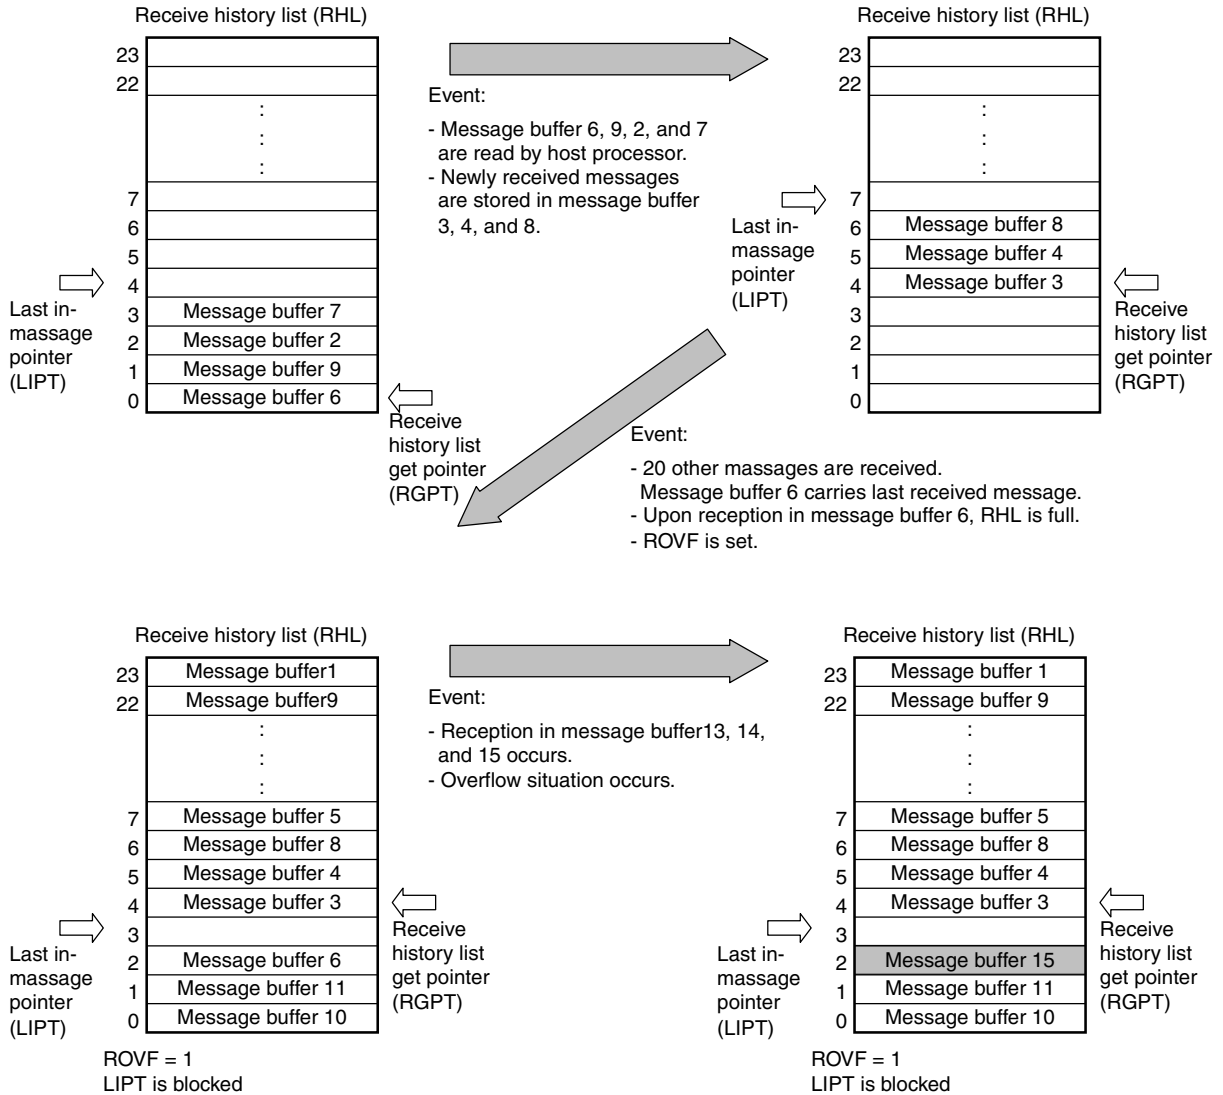 Receive history list (RHL)
23
22
:
:
:
7
6
5
4
3 Message buffer 7
2 Message buffer 2
1 Message buffer 9
0 Message buffer 6
Last in-
massage
pointer
(LIPT)
Receive
history list
get pointer
(RGPT)
Event:
- Message buffer 6, 9, 2, and 7
are read by host processor.
- Newly received messages
are stored in message buffer
3, 4, and 8.
Receive history list (RHL)
23
22
:
:
:
7
6 Message buffer 8
5 Message buffer 4
4 Message buffer 3
3
2
1
0
Last in-
massage
pointer
(LIPT)
Receive
history list
get pointer
(RGPT)
Event:
- 20 other massages are received.
Message buffer 6 carries last received message.
- Upon reception in message buffer 6, RHL is full.
- ROVF is set.
Receive history list (RHL)
23 Message buffer1
22 Message buffer9
:
:
:
7 Message buffer 5
6 Message buffer 8
5 Message buffer 4
4 Message buffer 3
3
2 Message buffer 6
1 Message buffer 11
0 Message buffer 10
Last in-
massage
pointer
(LIPT)
Receive
history list
get pointer
(RGPT)
ROVF = 1
LIPT is blocked
Event:
- Reception in message buffer13, 14,
and 15 occurs.
- Overflow situation occurs.
Receive history list (RHL)
23 Message buffer 1
22 Message buffer 9
:
:
:
7 Message buffer 5
6 Message buffer 8
5 Message buffer 4
4 Message buffer 3
3
2 Message buffer 15
1 Message buffer 11
0 Message buffer 10
Last in-
massage
pointer
(LIPT)
Receive
history list
get pointer
(RGPT)
ROVF = 1
LIPT is blocked